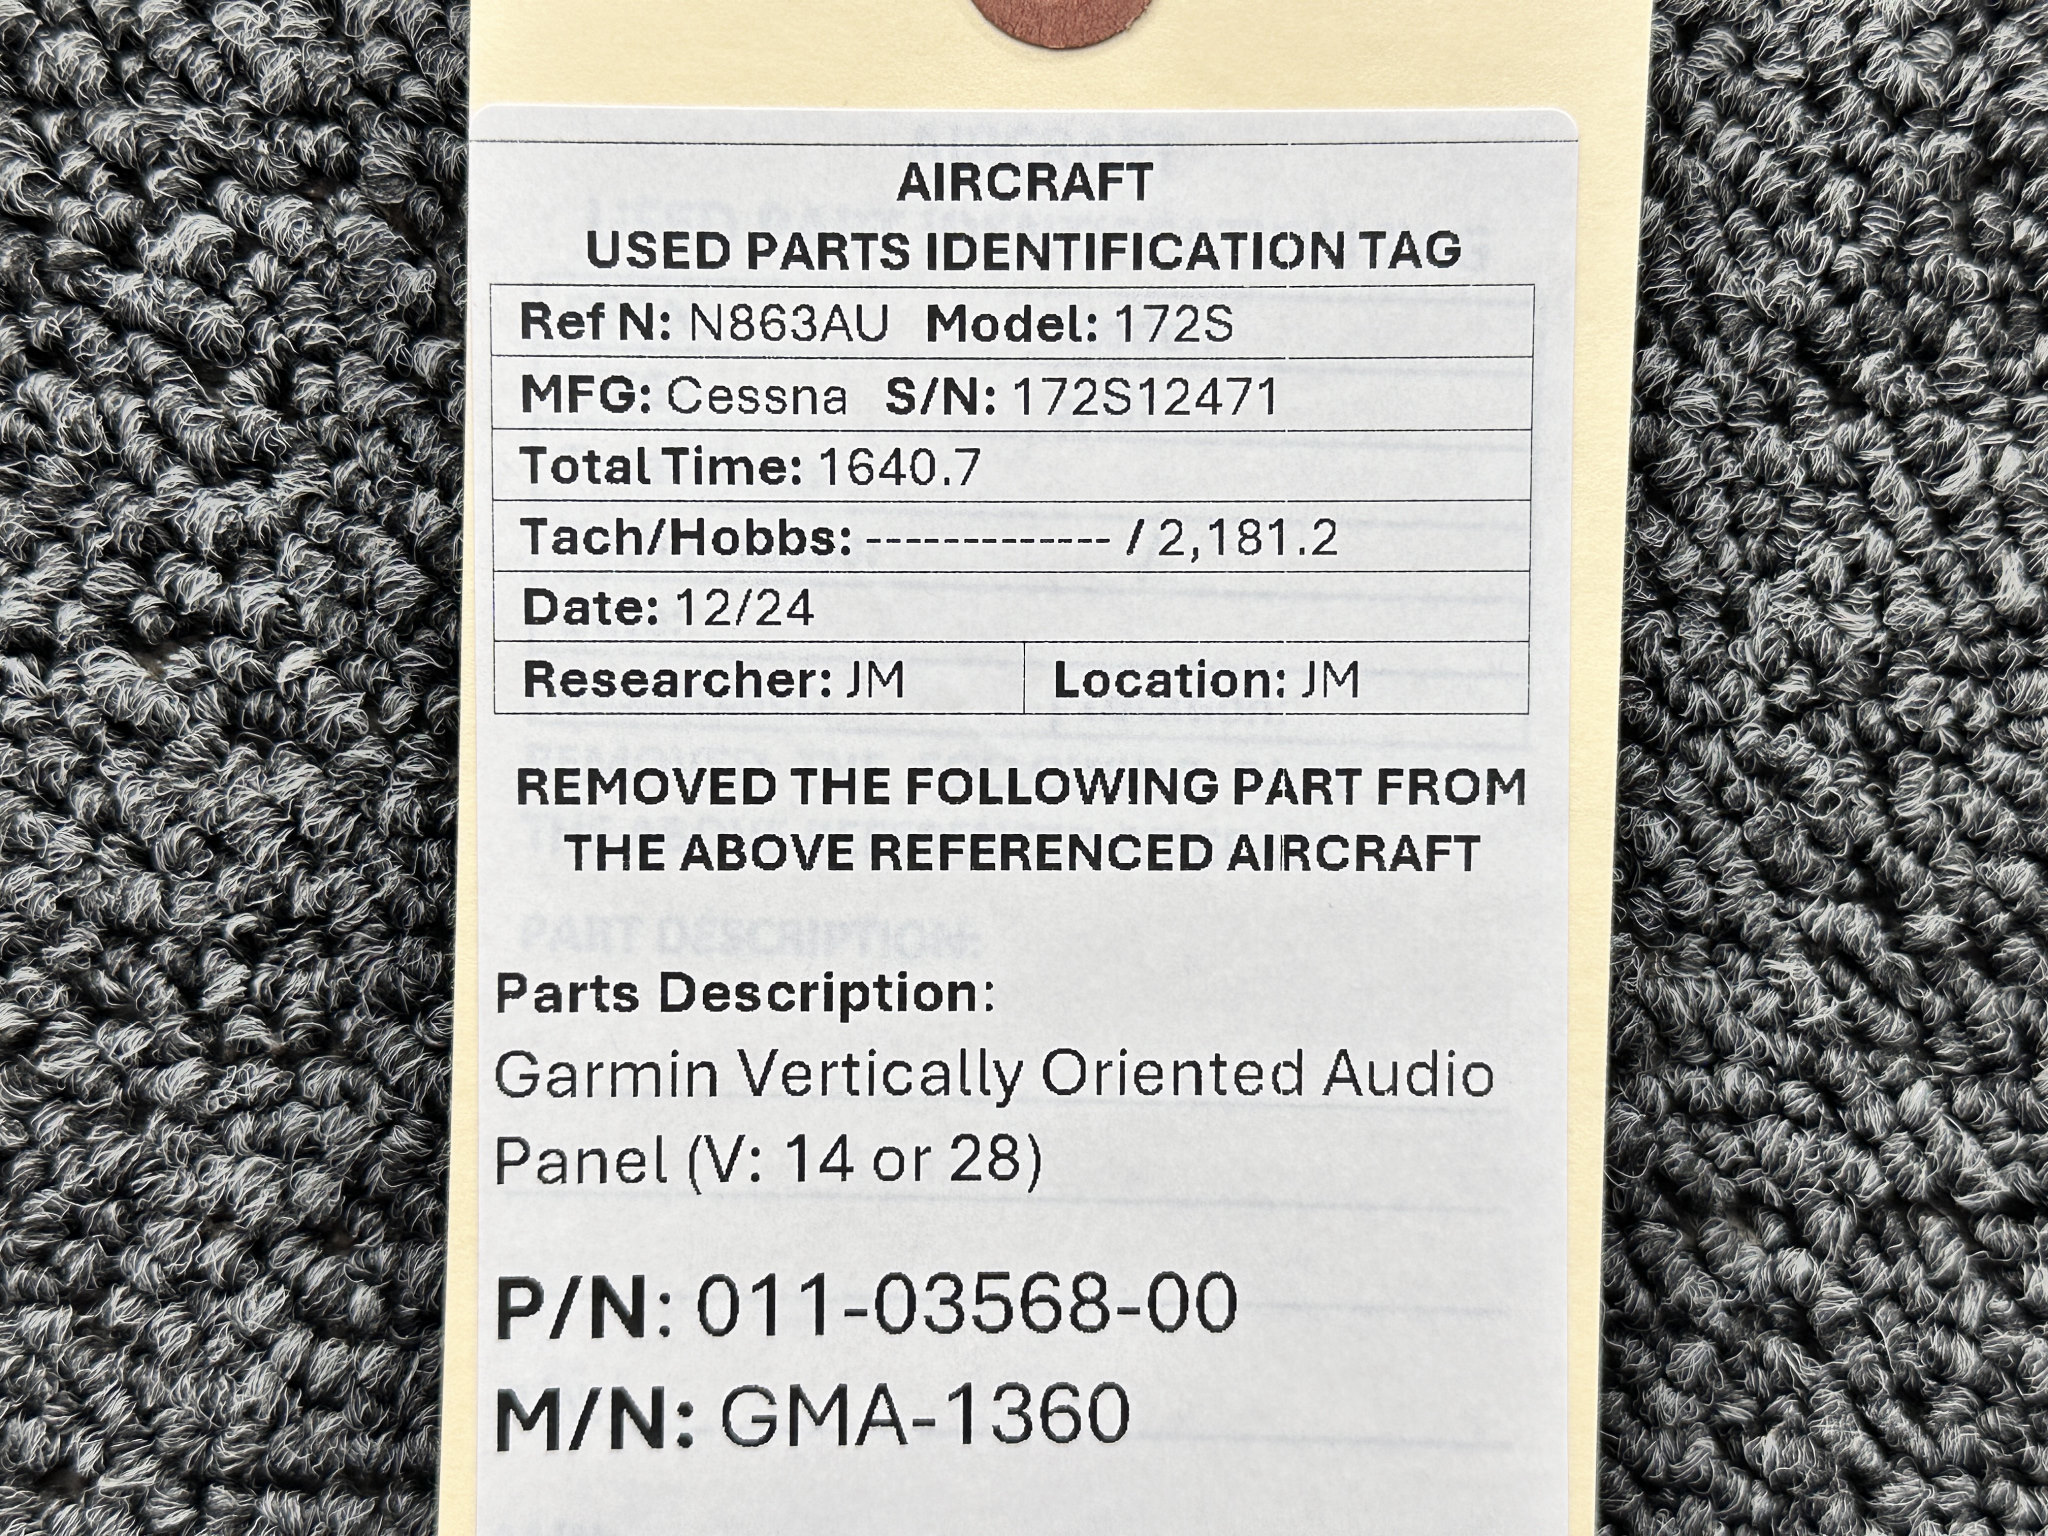 AIRCRAFT
USED PARTS IDENTIFICATION TAG
Ref N: N863AU Model: 172S
MFG: Cessna S/N: 172S12471
Total Time: 1640.7
Tach/Hobbs: ------------- / 2,181.2
Date: 12/24
Researcher: JM Location: JM
REMOVED THE FOLLOWING PART FROM
THE ABOVE REFERENCED AIRCRAFT
Parts Description:
Garmin Vertically Oriented Audio
Panel (V: 14 or 28)
P/N: 011-03568-00
M/N: GMA-1360